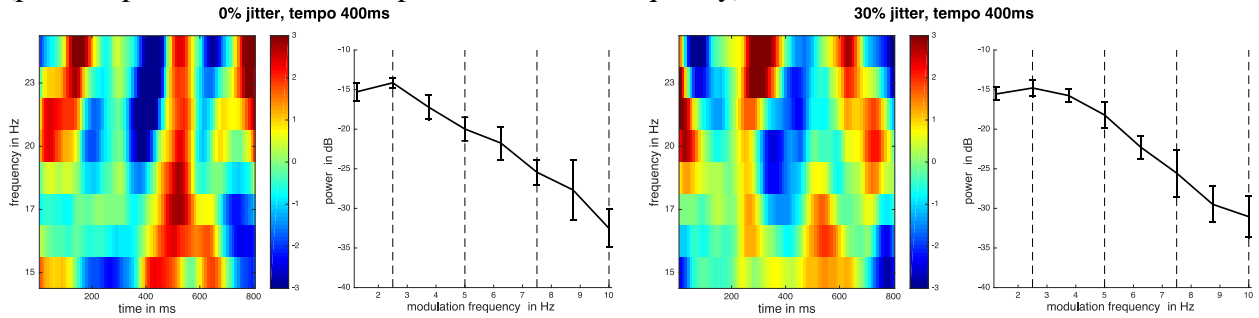 0% jitter, tempo 400ms
frequency in Hz
23
20
17
15
200 400 600 800
time in ms
3
2
1
0
-1
-2
-3
power in dB
-10
-15
-20
-25
-30
-35
-40
2 3 4 5 6 7 8 9 10
modulation frequency in Hz
30% jitter, tempo 400ms
frequency in Hz
23
20
17
15
200 400 600 800
time in ms
3
2
1
0
-1
-2
-3
power in dB
-10
-15
-20
-25
-30
-35
-40
2 3 4 5 6 7 8 9 10
modulation frequency in Hz